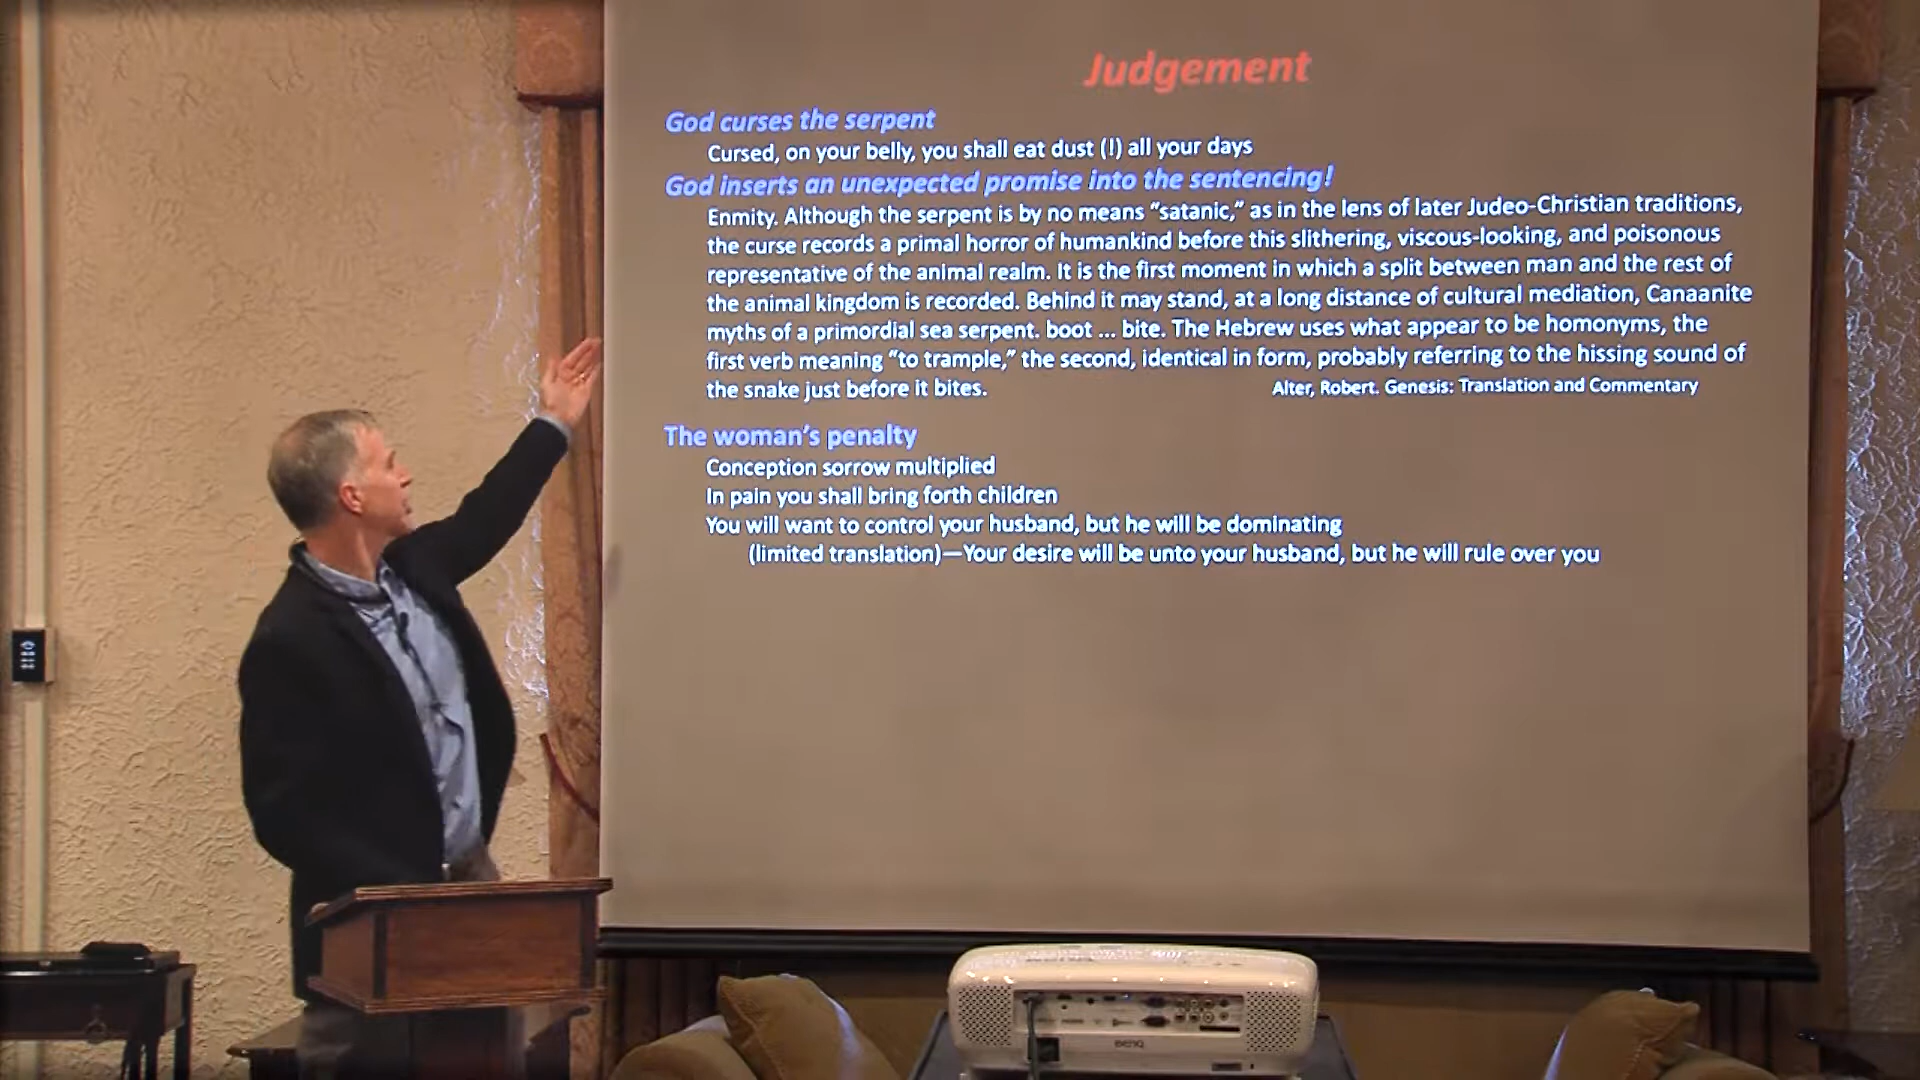 Judgement
God curses the serpent
Cursed, on your belly, you shall eat dust (!) all your days
God inserts an unexpected promise into the sentencing!
Enmity. Although the serpent is by no means “satanic,” as in the lens of later Judeo-Christian traditions,
the curse records a primal horror of humankind before this slithering, viscous-looking, and poisonous
representative of the animal realm. It is the first moment in which a split between man and the rest of
the animal kingdom is recorded. Behind it may stand, at a long distance of cultural mediation, Canaanite
myths of a primordial sea serpent. boot ... bite. The Hebrew uses what appear to be homonyms, the
first verb meaning “to trample,” the second, identical in form, probably referring to the hissing sound of
the snake just before it bites. Alter, Robert. Genesis: Translation and Commentary
The woman’s penalty
Conception sorrow multiplied
In pain you shall bring forth children
You will want to control your husband, but he will be dominating
(limited translation)—Your desire will be unto your husband, but he will rule over you
BenQ